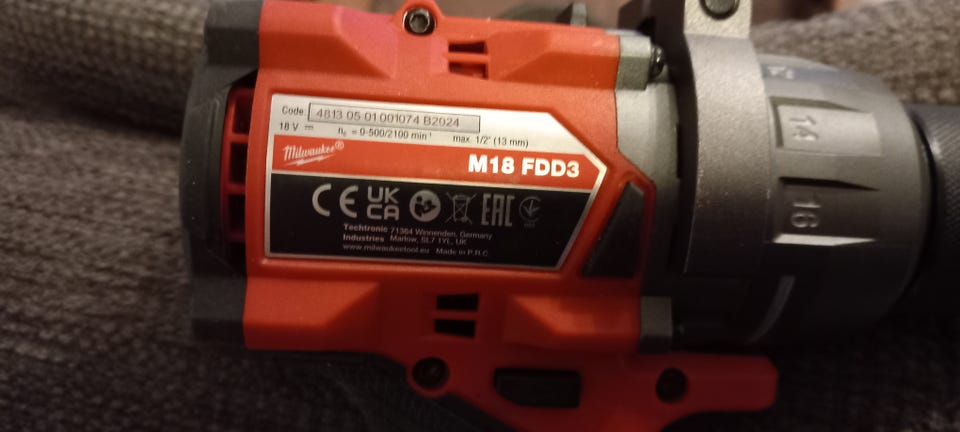 Code: 4813 05 01 001074 B2024
18 V ⎓ n₀ = 0-500/2100 min⁻¹ max. 1/2" (13 mm)
Milwaukee®
M18 FDD3
CE UK CA EAC
Techtronic 71364 Winnenden, Germany
Industries Marlow, SL7 1YL, UK
www.milwaukeetool.eu Made in P.R.C.
14
16